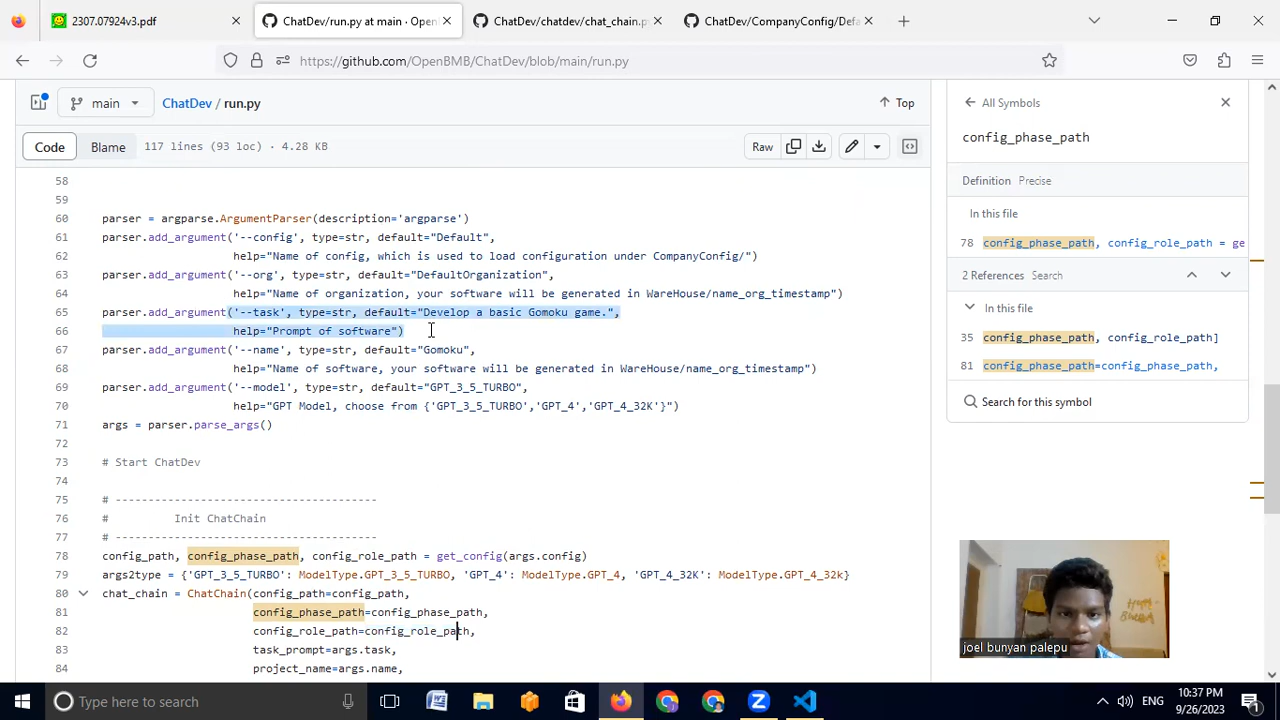 2307.07924v3.pdf
ChatDev/run.py at main · OpenB
ChatDev/chatdev/chat_chain.py
ChatDev/CompanyConfig/Defa
https://github.com/OpenBMB/ChatDev/blob/main/run.py
main
ChatDev / run.py
Top
Code Blame 117 lines (93 loc) · 4.28 KB
Raw
58
59
60 parser = argparse.ArgumentParser(description='argparse')
61 parser.add_argument('--config', type=str, default="Default",
62 help="Name of config, which is used to load configuration under CompanyConfig/")
63 parser.add_argument('--org', type=str, default="DefaultOrganization",
64 help="Name of organization, your software will be generated in WareHouse/name_org_timestamp")
65 parser.add_argument('--task', type=str, default="Develop a basic Gomoku game.",
66 help="Prompt of software")
67 parser.add_argument('--name', type=str, default="Gomoku",
68 help="Name of software, your software will be generated in WareHouse/name_org_timestamp")
69 parser.add_argument('--model', type=str, default="GPT_3_5_TURBO",
70 help="GPT Model, choose from {'GPT_3_5_TURBO','GPT_4','GPT_4_32K'}")
71 args = parser.parse_args()
72
73 # Start ChatDev
74
75 # ----------------------------------------
76 # Init ChatChain
77 # ----------------------------------------
78 config_path, config_phase_path, config_role_path = get_config(args.config)
79 args2type = {'GPT_3_5_TURBO': ModelType.GPT_3_5_TURBO, 'GPT_4': ModelType.GPT_4, 'GPT_4_32K': ModelType.GPT_4_32k}
80 chat_chain = ChatChain(config_path=config_path,
81 config_phase_path=config_phase_path,
82 config_role_path=config_role_path,
83 task_prompt=args.task,
84 project_name=args.name,
All Symbols
config_phase_path
Definition Precise
In this file
78 config_phase_path, config_role_path = ge
2 References Search
In this file
35 config_phase_path, config_role_path]
81 config_phase_path=config_phase_path,
Search for this symbol
joel bunyan palepu
Type here to search
ENG
10:37 PM
9/26/2023